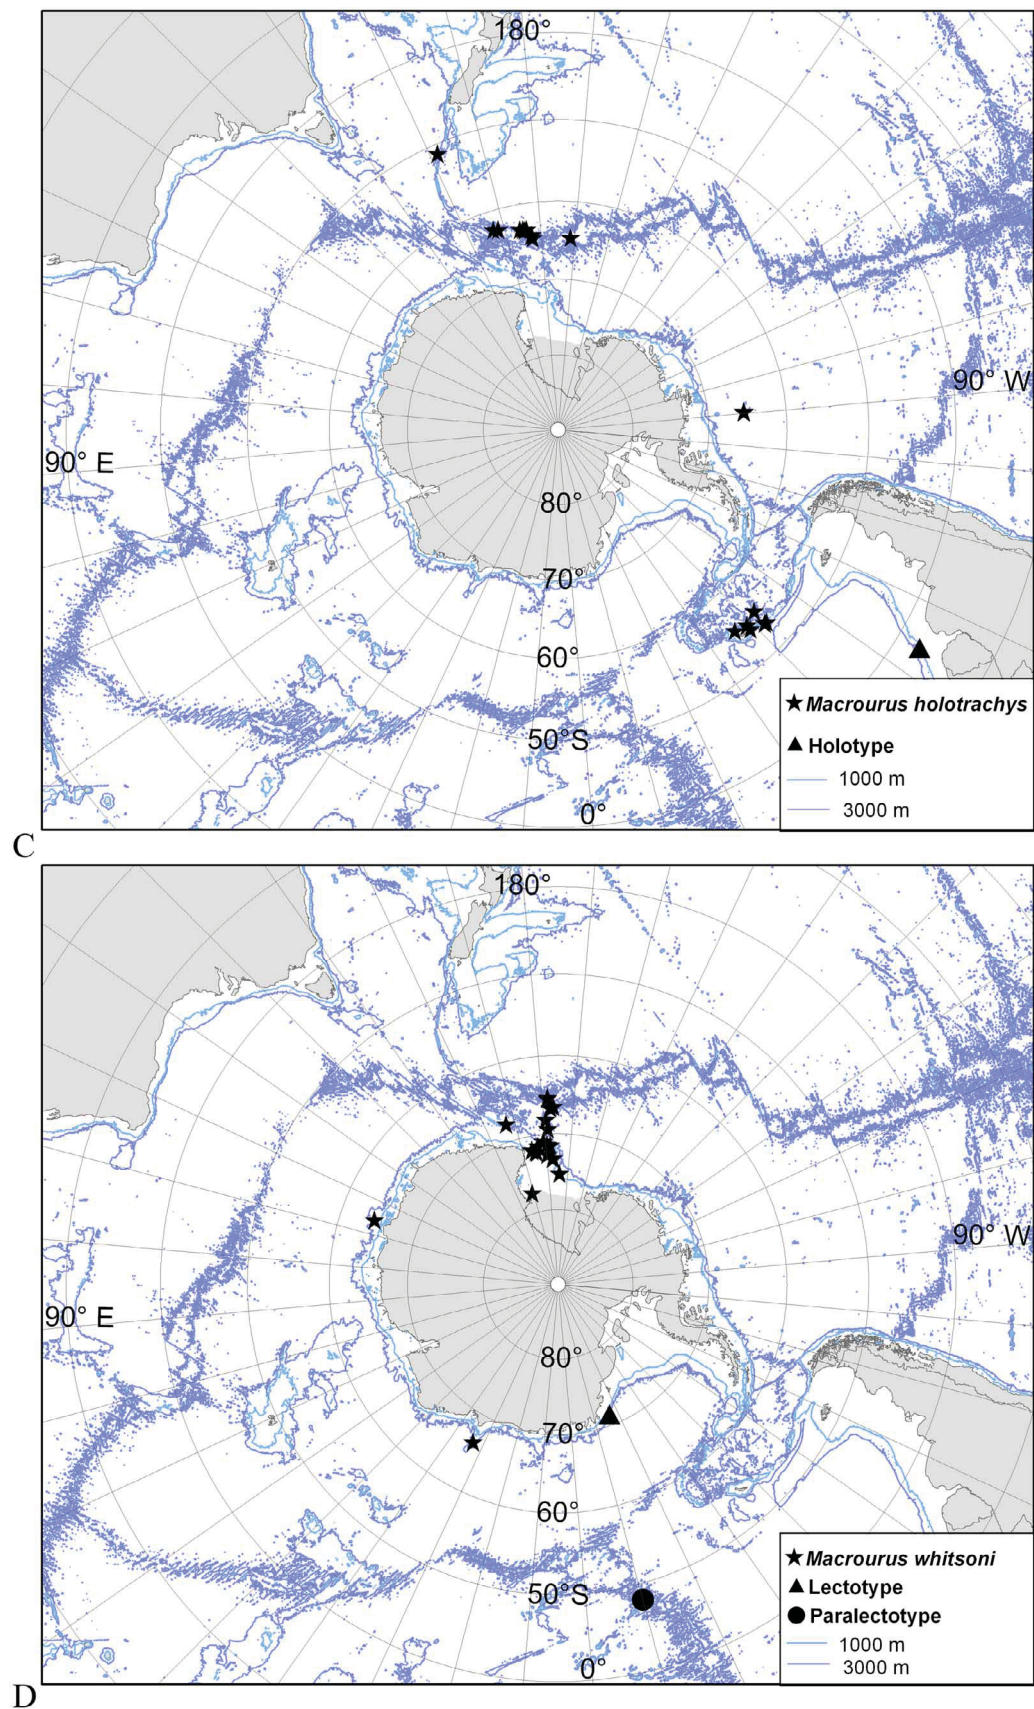 180°
90° W
90° E
80°
70°
60°
50°S
0°
Macrourus holotrachys
Holotype
1000 m
3000 m
C
180°
90° W
90° E
80°
70°
60°
50°S
0°
Macrourus whitsoni
Lectotype
Paralectotype
1000 m
3000 m
D